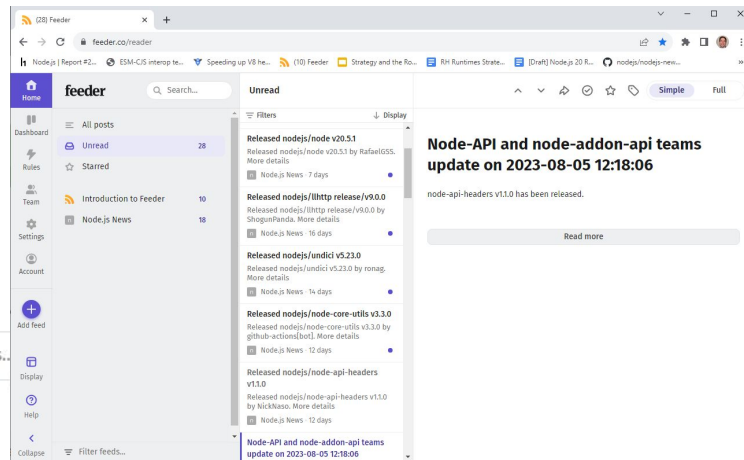 (28) Feeder
feeder.co/reader
Node.js | Report #2...
ESM-CJS interop te...
Speeding up V8 he...
(10) Feeder
Strategy and the Ro...
RH Runtimes Strate...
[Draft] Node.js 20 R...
nodejs/nodejs-new...
»
Home
Dashboard
Rules
Team
Settings
Account
Add feed
Display
Help
Collapse
feeder
Search...
All posts
Unread 28
Starred
Introduction to Feeder 10
Node.js News 18
Filter feeds...
Unread
Filters
Display
Released nodejs/node v20.5.1
Released nodejs/node v20.5.1 by RafaelGSS.
More details
Node.js News · 7 days
Released nodejs/llhttp release/v9.0.0
Released nodejs/llhttp release/v9.0.0 by
ShogunPanda. More details
Node.js News · 16 days
Released nodejs/undici v5.23.0
Released nodejs/undici v5.23.0 by ronag.
More details
Node.js News · 14 days
Released nodejs/node-core-utils v3.3.0
Released nodejs/node-core-utils v3.3.0 by
github-actions[bot]. More details
Node.js News · 12 days
Released nodejs/node-api-headers
v1.1.0
Released nodejs/node-api-headers v1.1.0
by NickNaso. More details
Node.js News · 12 days
Node-API and node-addon-api teams
update on 2023-08-05 12:18:06
Simple
Full
Node-API and node-addon-api teams
update on 2023-08-05 12:18:06
node-api-headers v1.1.0 has been released.
Read more